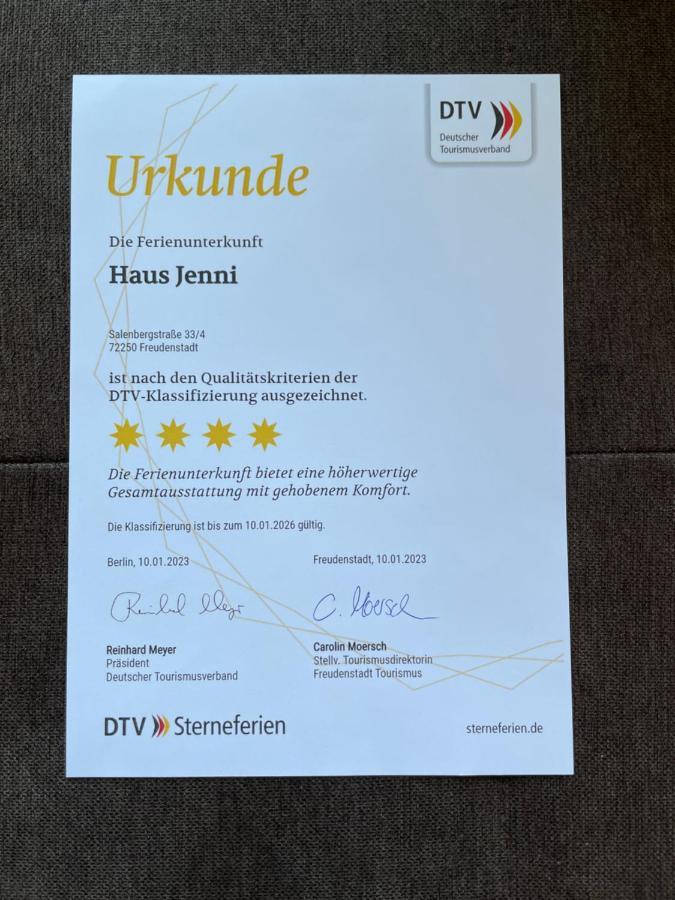 DTV
Deutscher
Tourismusverband
Urkunde
Die Ferienunterkunft
Haus Jenni
Salenbergstraße 33/4
72250 Freudenstadt
ist nach den Qualitätskriterien der
DTV-Klassifizierung ausgezeichnet.
Die Ferienunterkunft bietet eine höherwertige
Gesamtausstattung mit gehobenem Komfort.
Die Klassifizierung ist bis zum 10.01.2026 gültig.
Berlin, 10.01.2023
Freudenstadt, 10.01.2023
Reinhard Meyer
C. Moersch
Reinhard Meyer
Präsident
Deutscher Tourismusverband
Carolin Moersch
Stellv. Tourismusdirektorin
Freudenstadt Tourismus
DTV Sterneferien
sterneferien.de